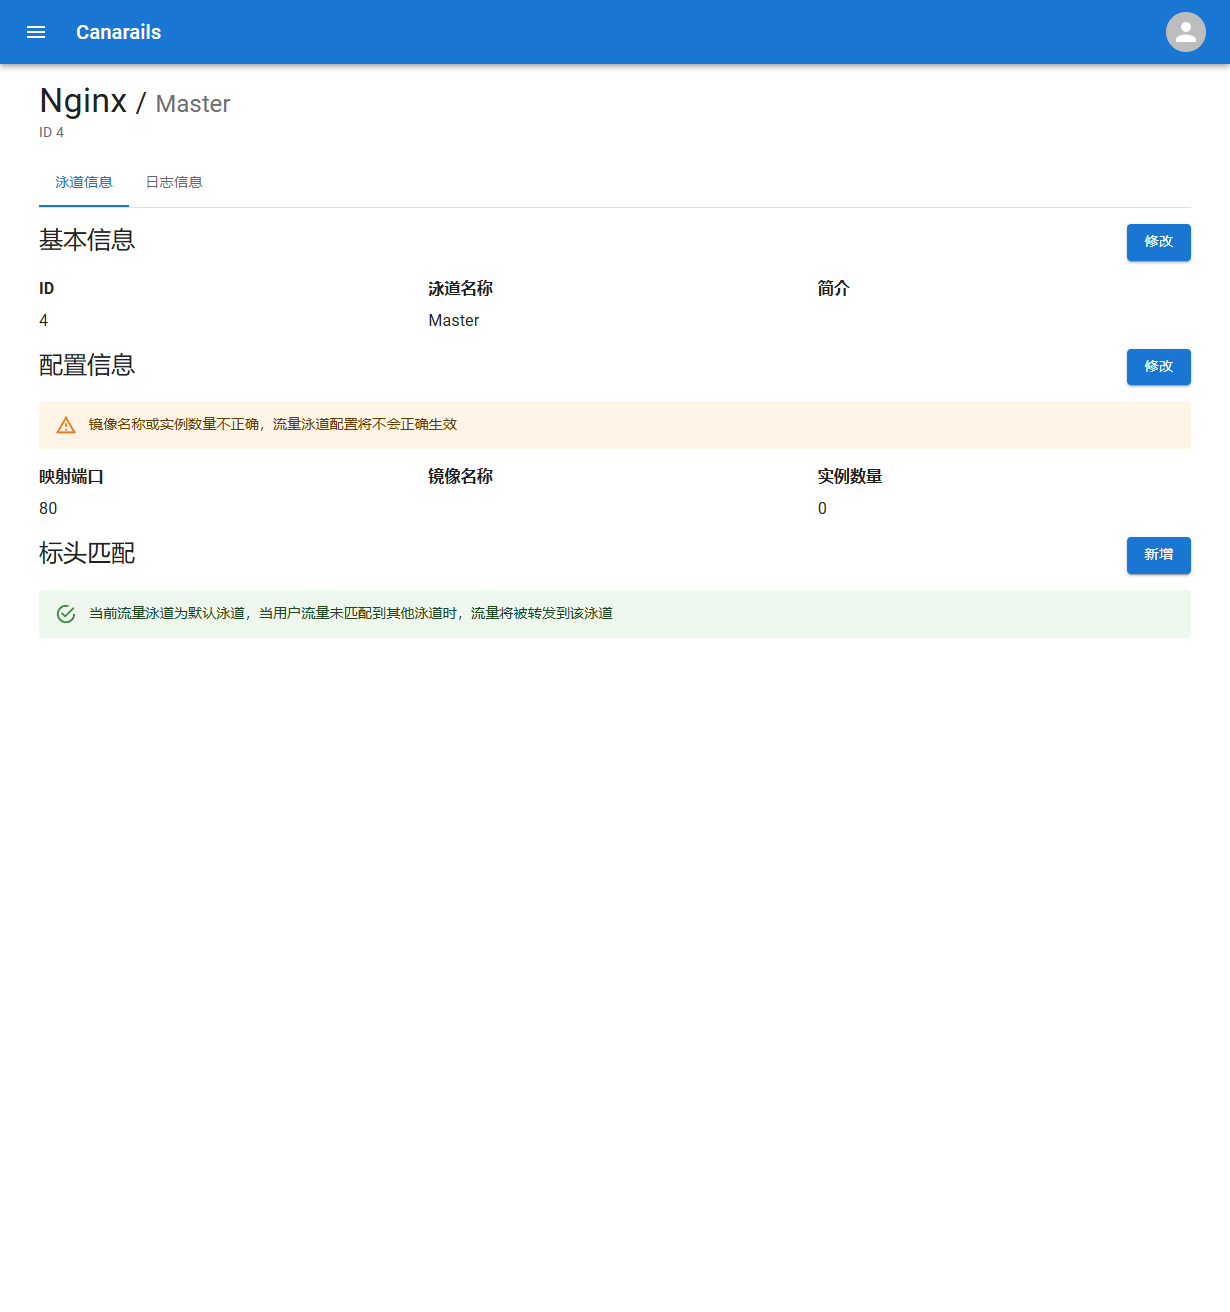 Canarails
Nginx / Master
ID 4
泳道信息 日志信息
基本信息 修改
ID 泳道名称 简介
4 Master
配置信息 修改
镜像名称或实例数量不正确，流量泳道配置将不会正确生效
映射端口 镜像名称 实例数量
80 0
标头匹配 新增
当前流量泳道为默认泳道，当用户流量未匹配到其他泳道时，流量将被转发到该泳道